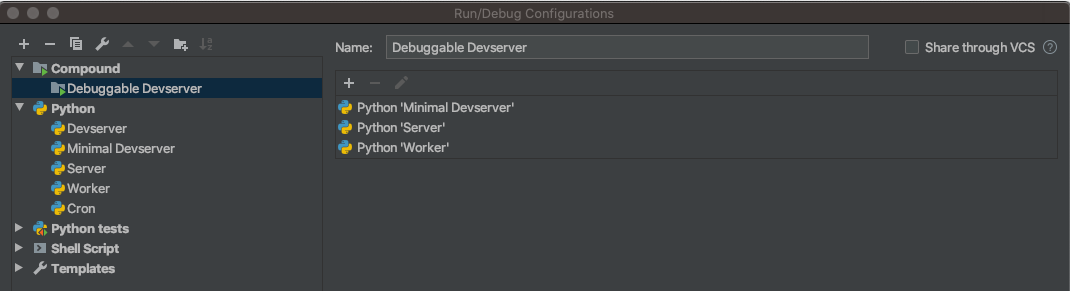 Run/Debug Configurations
Name:
Debuggable Devserver
Share through VCS ?
Compound
Debuggable Devserver
Python
Devserver
Minimal Devserver
Server
Worker
Cron
Python tests
Shell Script
Templates
Python 'Minimal Devserver'
Python 'Server'
Python 'Worker'